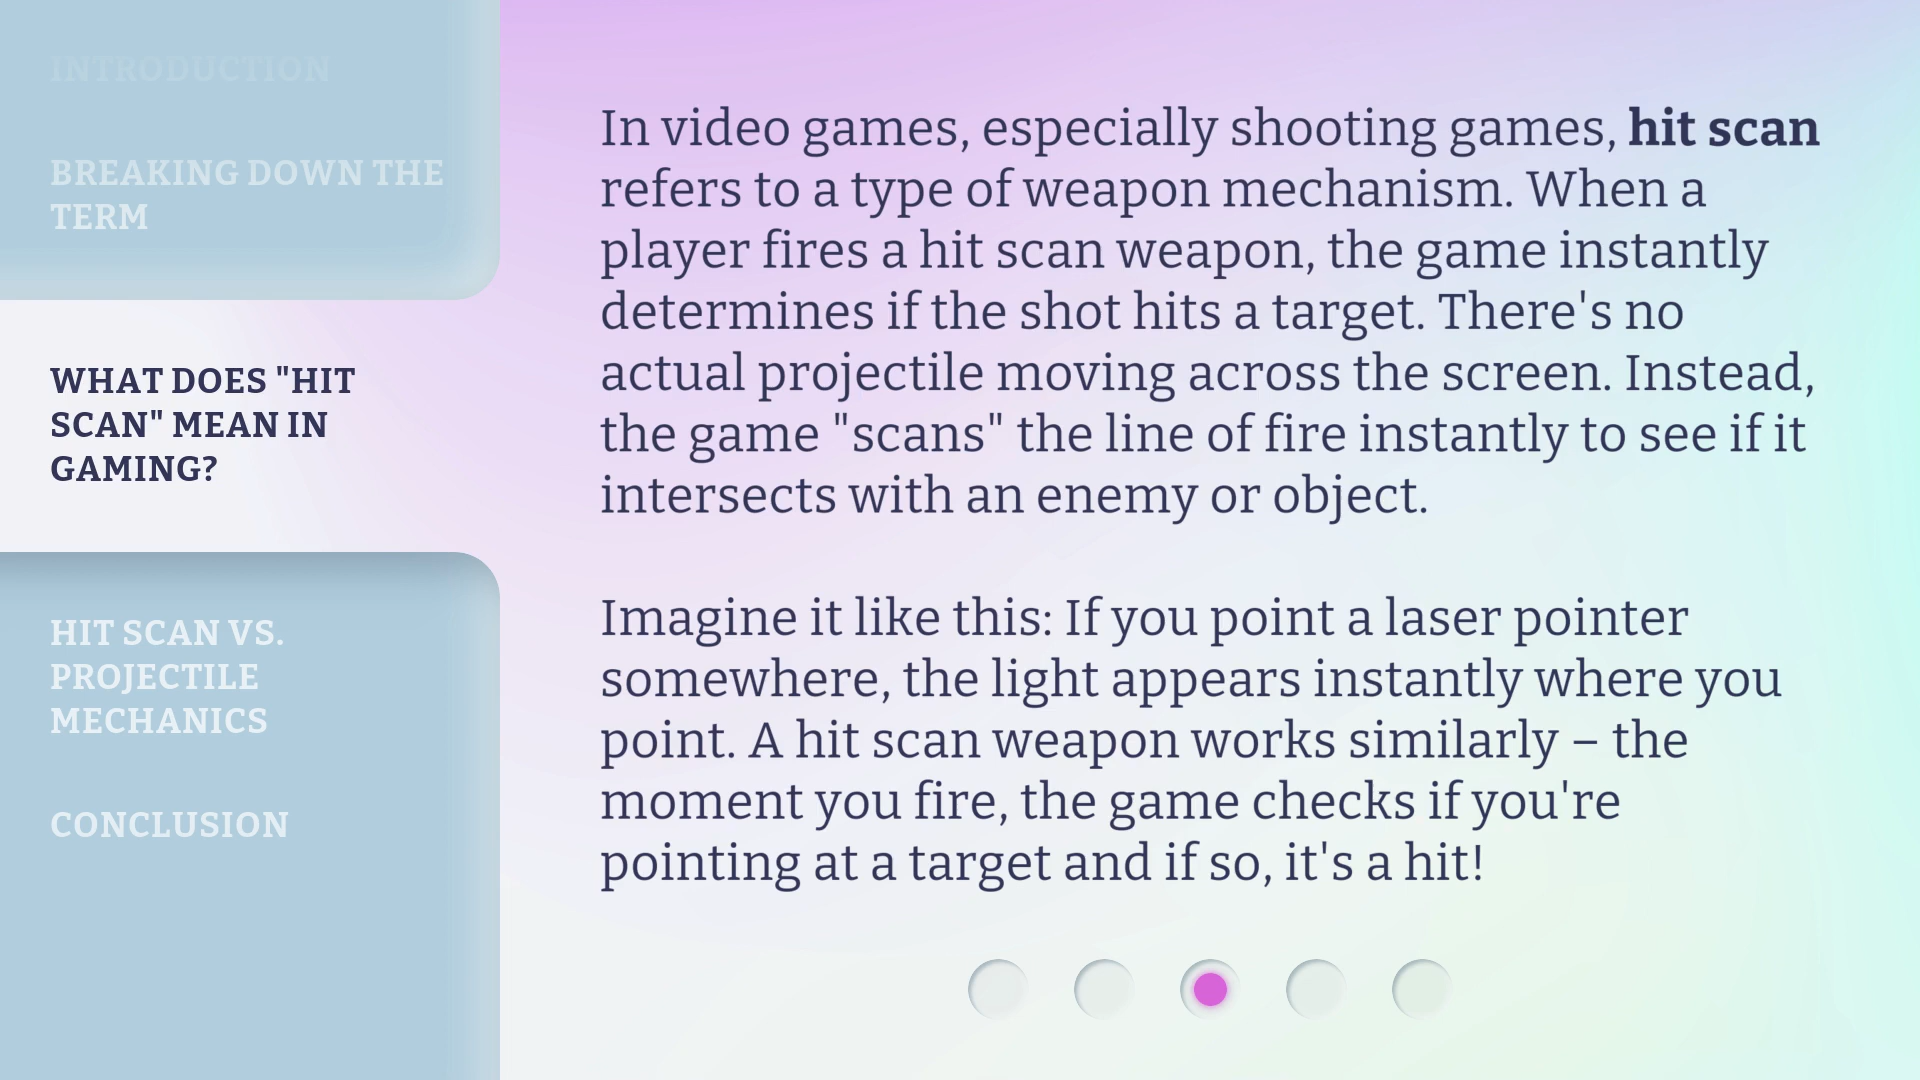 INTRODUCTION
BREAKING DOWN THE
TERM
WHAT DOES "HIT
SCAN" MEAN IN
GAMING?
HIT SCAN VS.
PROJECTILE
MECHANICS
CONCLUSION
In video games, especially shooting games, hit scan
refers to a type of weapon mechanism. When a
player fires a hit scan weapon, the game instantly
determines if the shot hits a target. There's no
actual projectile moving across the screen. Instead,
the game "scans" the line of fire instantly to see if it
intersects with an enemy or object.
Imagine it like this: If you point a laser pointer
somewhere, the light appears instantly where you
point. A hit scan weapon works similarly – the
moment you fire, the game checks if you're
pointing at a target and if so, it's a hit!